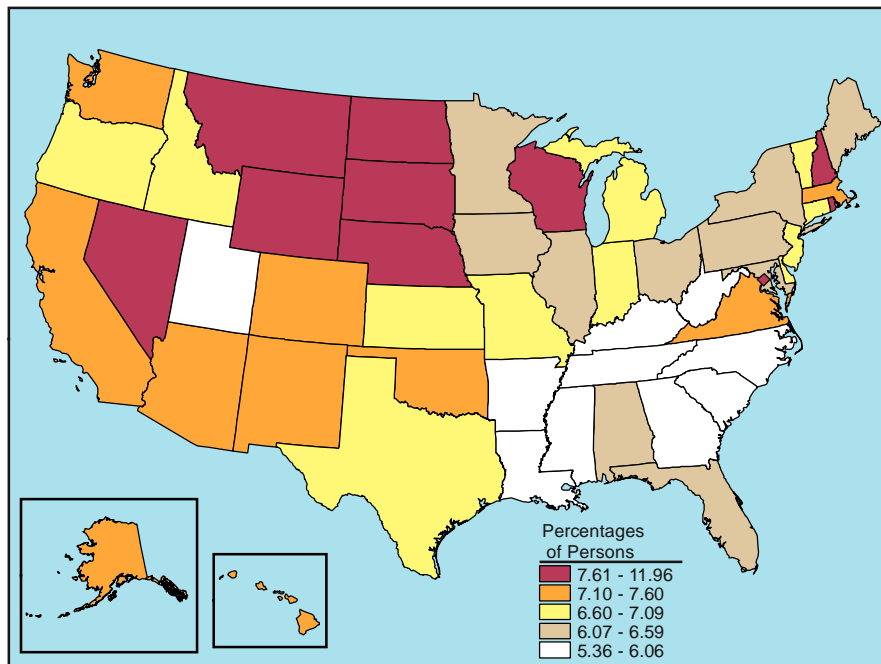 Percentages
of Persons
7.61 - 11.96
7.10 - 7.60
6.60 - 7.09
6.07 - 6.59
5.36 - 6.06